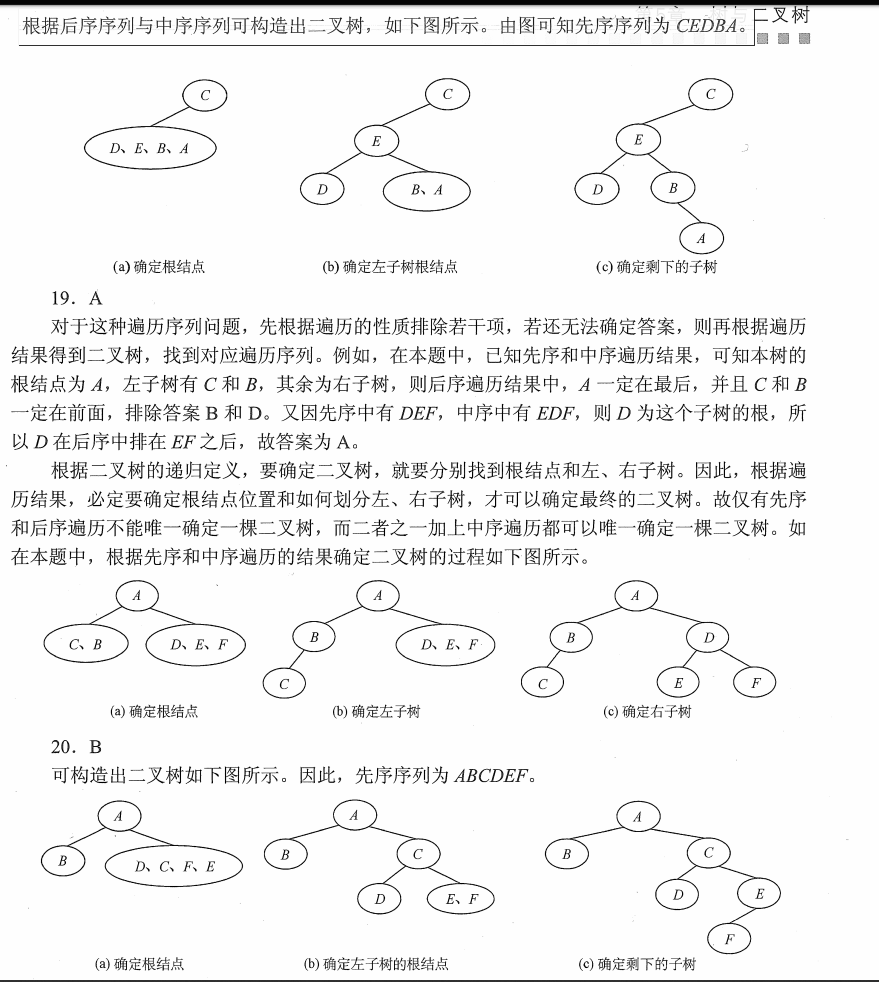 二叉树
根据后序序列与中序序列可构造出二叉树，如下图所示。由图可知先序序列为 CEDBA。
C
D、E、B、A
C
E
D
B、A
C
E
D
B
A
(a) 确定根结点
(b) 确定左子树根结点
(c) 确定剩下的子树
19．A
对于这种遍历序列问题，先根据遍历的性质排除若干项，若还无法确定答案，则再根据遍历
结果得到二叉树，找到对应遍历序列。例如，在本题中，已知先序和中序遍历结果，可知本树的
根结点为 A，左子树有 C 和 B，其余为右子树，则后序遍历结果中，A 一定在最后，并且 C 和 B
一定在前面，排除答案 B 和 D。又因先序中有 DEF，中序中有 EDF，则 D 为这个子树的根，所
以 D 在后序中排在 EF 之后，故答案为 A。
根据二叉树的递归定义，要确定二叉树，就要分别找到根结点和左、右子树。因此，根据遍
历结果，必定要确定根结点位置和如何划分左、右子树，才可以确定最终的二叉树。故仅有先序
和后序遍历不能唯一确定一棵二叉树，而二者之一加上中序遍历都可以唯一确定一棵二叉树。如
在本题中，根据先序和中序遍历的结果确定二叉树的过程如下图所示。
A
C、B
D、E、F
A
B
D、E、F
C
A
B
D
C
E
F
(a) 确定根结点
(b) 确定左子树
(c) 确定右子树
20．B
可构造出二叉树如下图所示。因此，先序序列为 ABCDEF。
A
B
D、C、F、E
A
B
C
D
E、F
A
B
C
D
E
F
(a) 确定根结点
(b) 确定左子树的根结点
(c) 确定剩下的子树